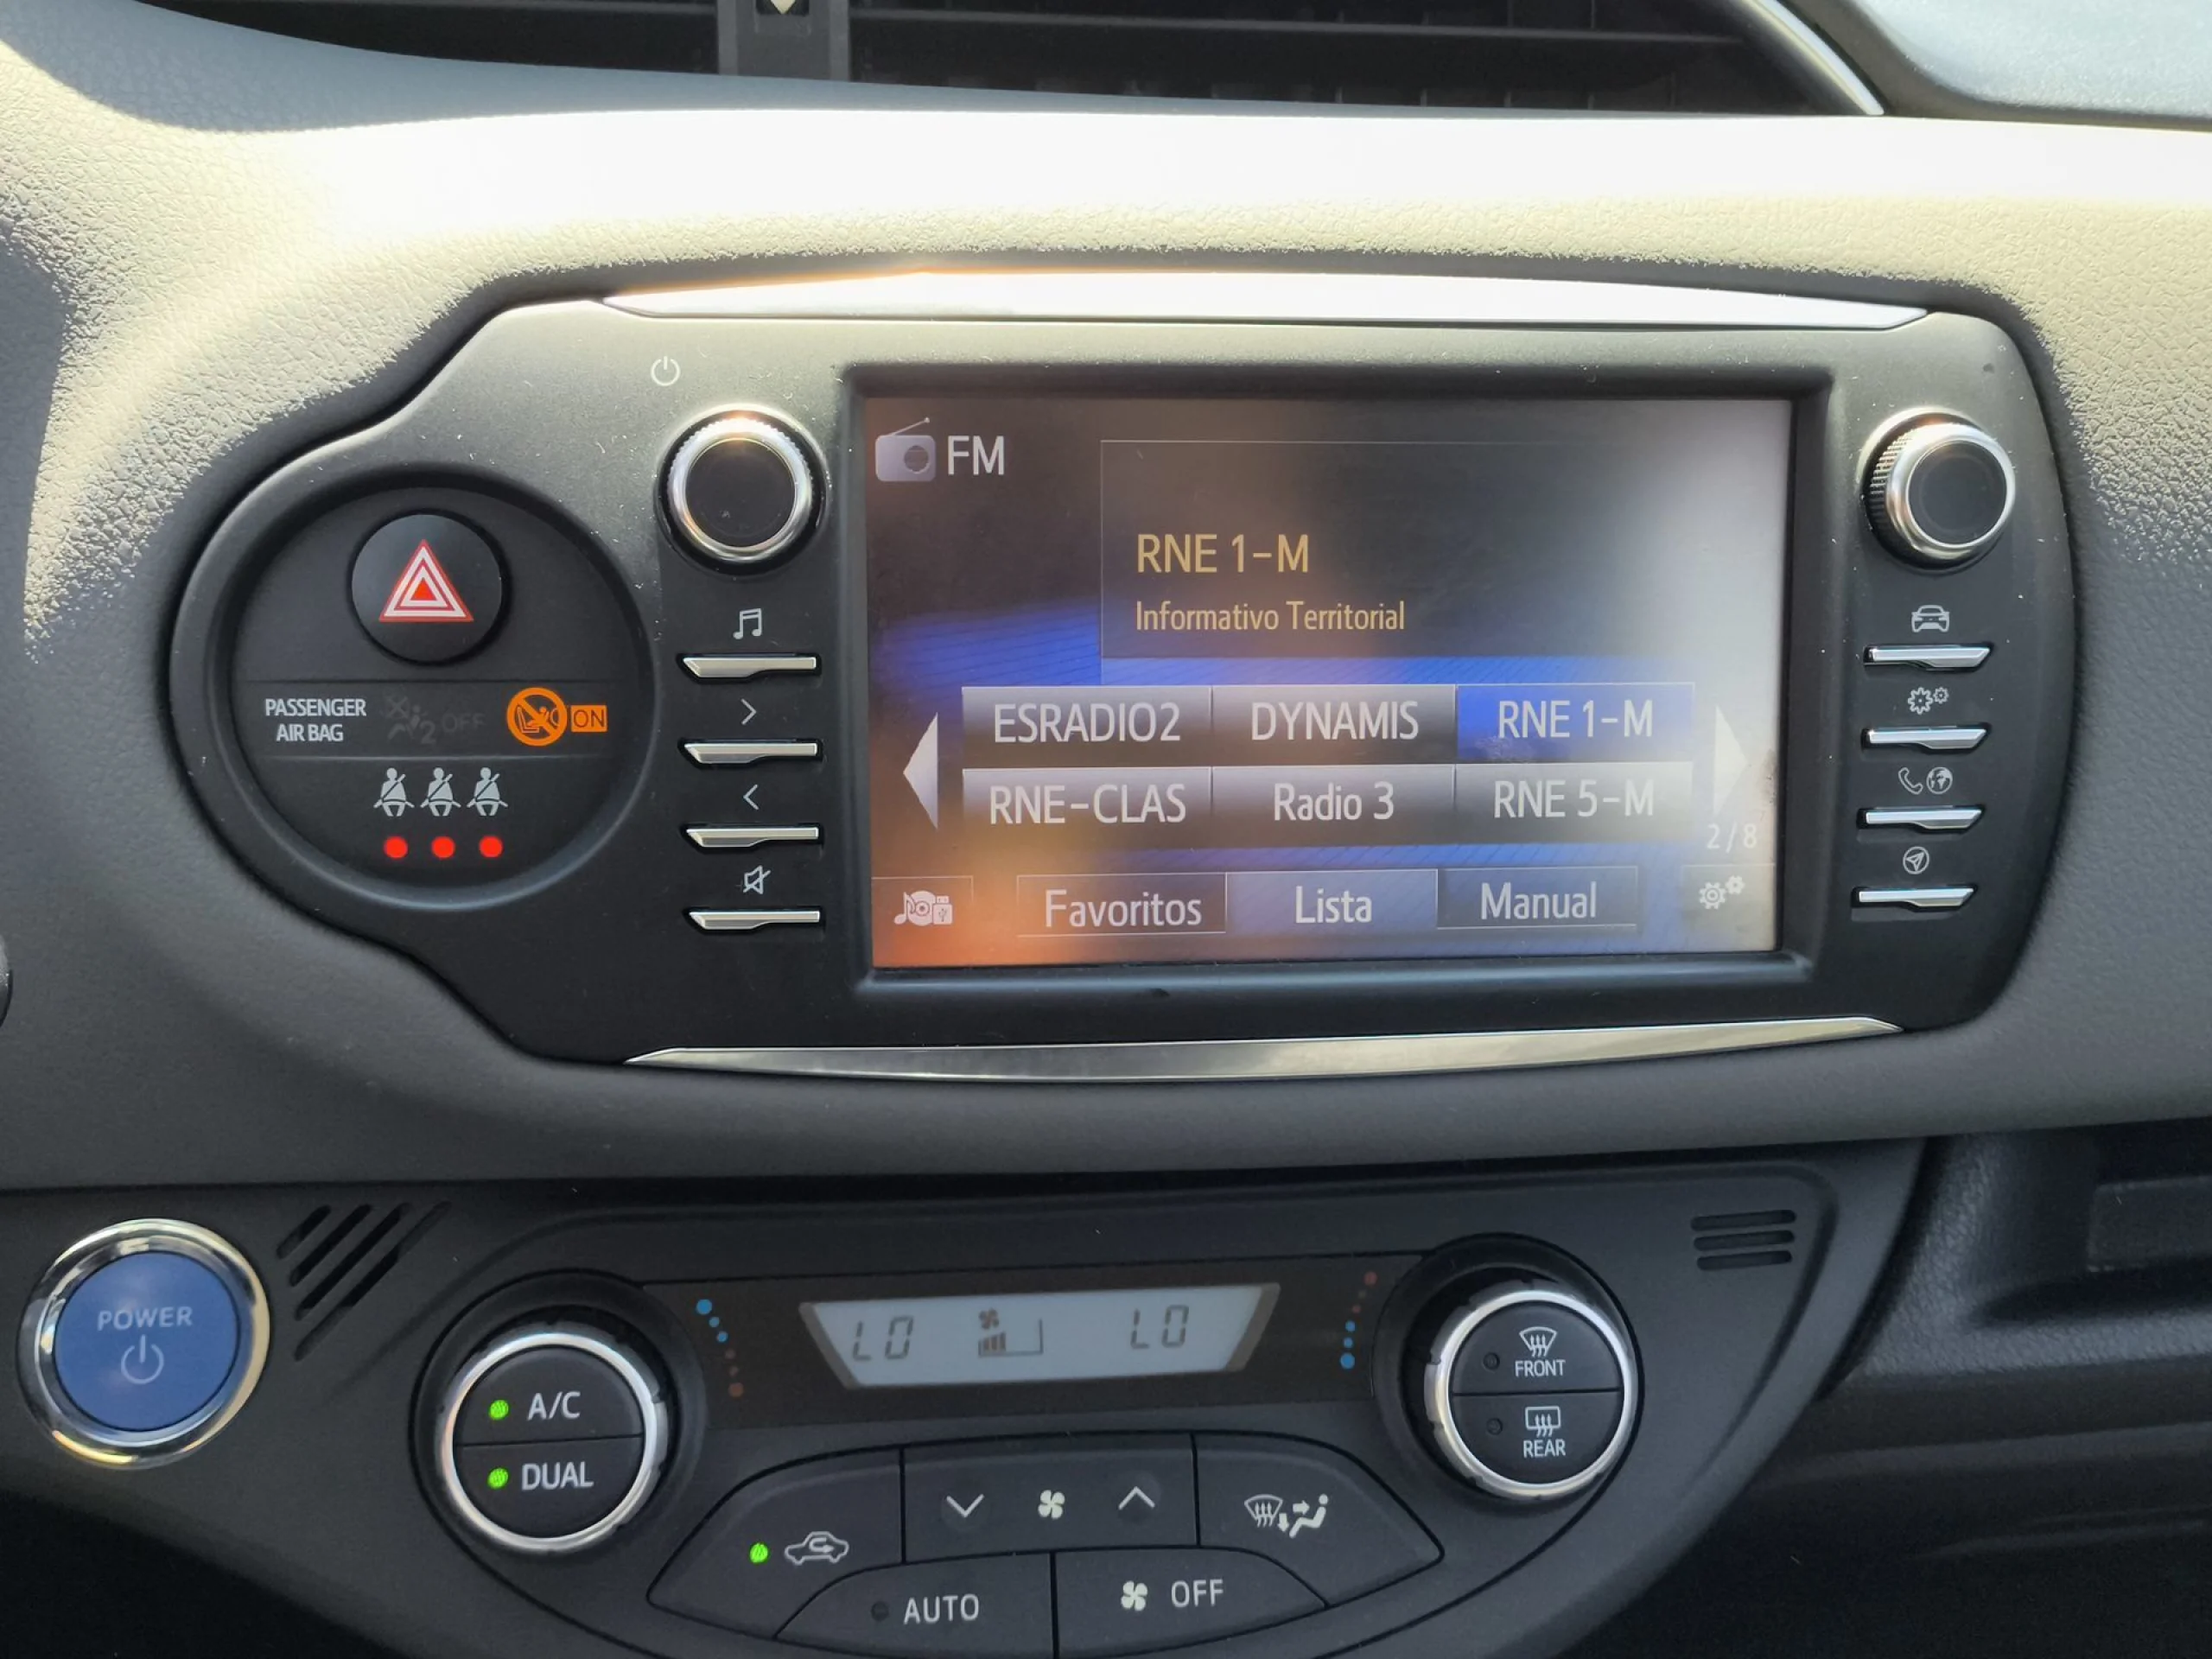 FM
RNE 1-M
Informativo Territorial
ESRADIO2 DYNAMIS RNE 1-M
RNE-CLAS Radio 3 RNE 5-M
2/8
Favoritos Lista Manual
PASSENGER
AIR BAG
2 OFF
ON
POWER
LO LO
A/C
DUAL
FRONT
REAR
AUTO
OFF